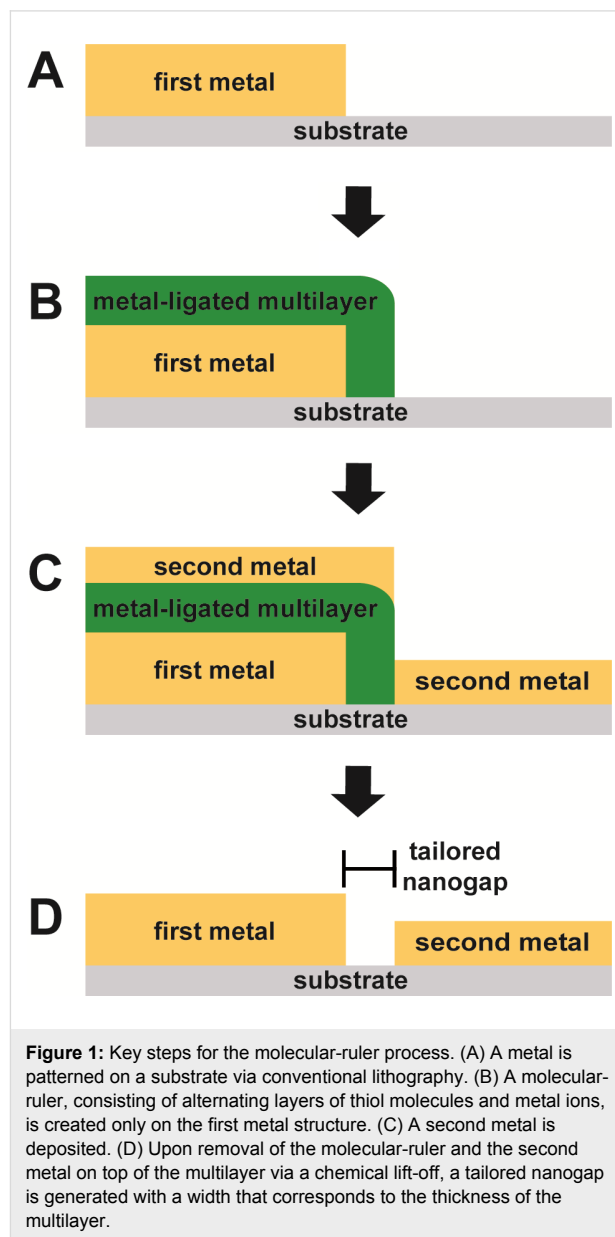 A
first metal
substrate
B
metal-ligated multilayer
first metal
substrate
C
second metal
metal-ligated multilayer
first metal
second metal
substrate
tailored
nanogap
D
first metal
second metal
substrate
Figure 1: Key steps for the molecular-ruler process. (A) A metal is
patterned on a substrate via conventional lithography. (B) A molecular-
ruler, consisting of alternating layers of thiol molecules and metal ions,
is created only on the first metal structure. (C) A second metal is
deposited. (D) Upon removal of the molecular-ruler and the second
metal on top of the multilayer via a chemical lift-off, a tailored nanogap
is generated with a width that corresponds to the thickness of the
multilayer.